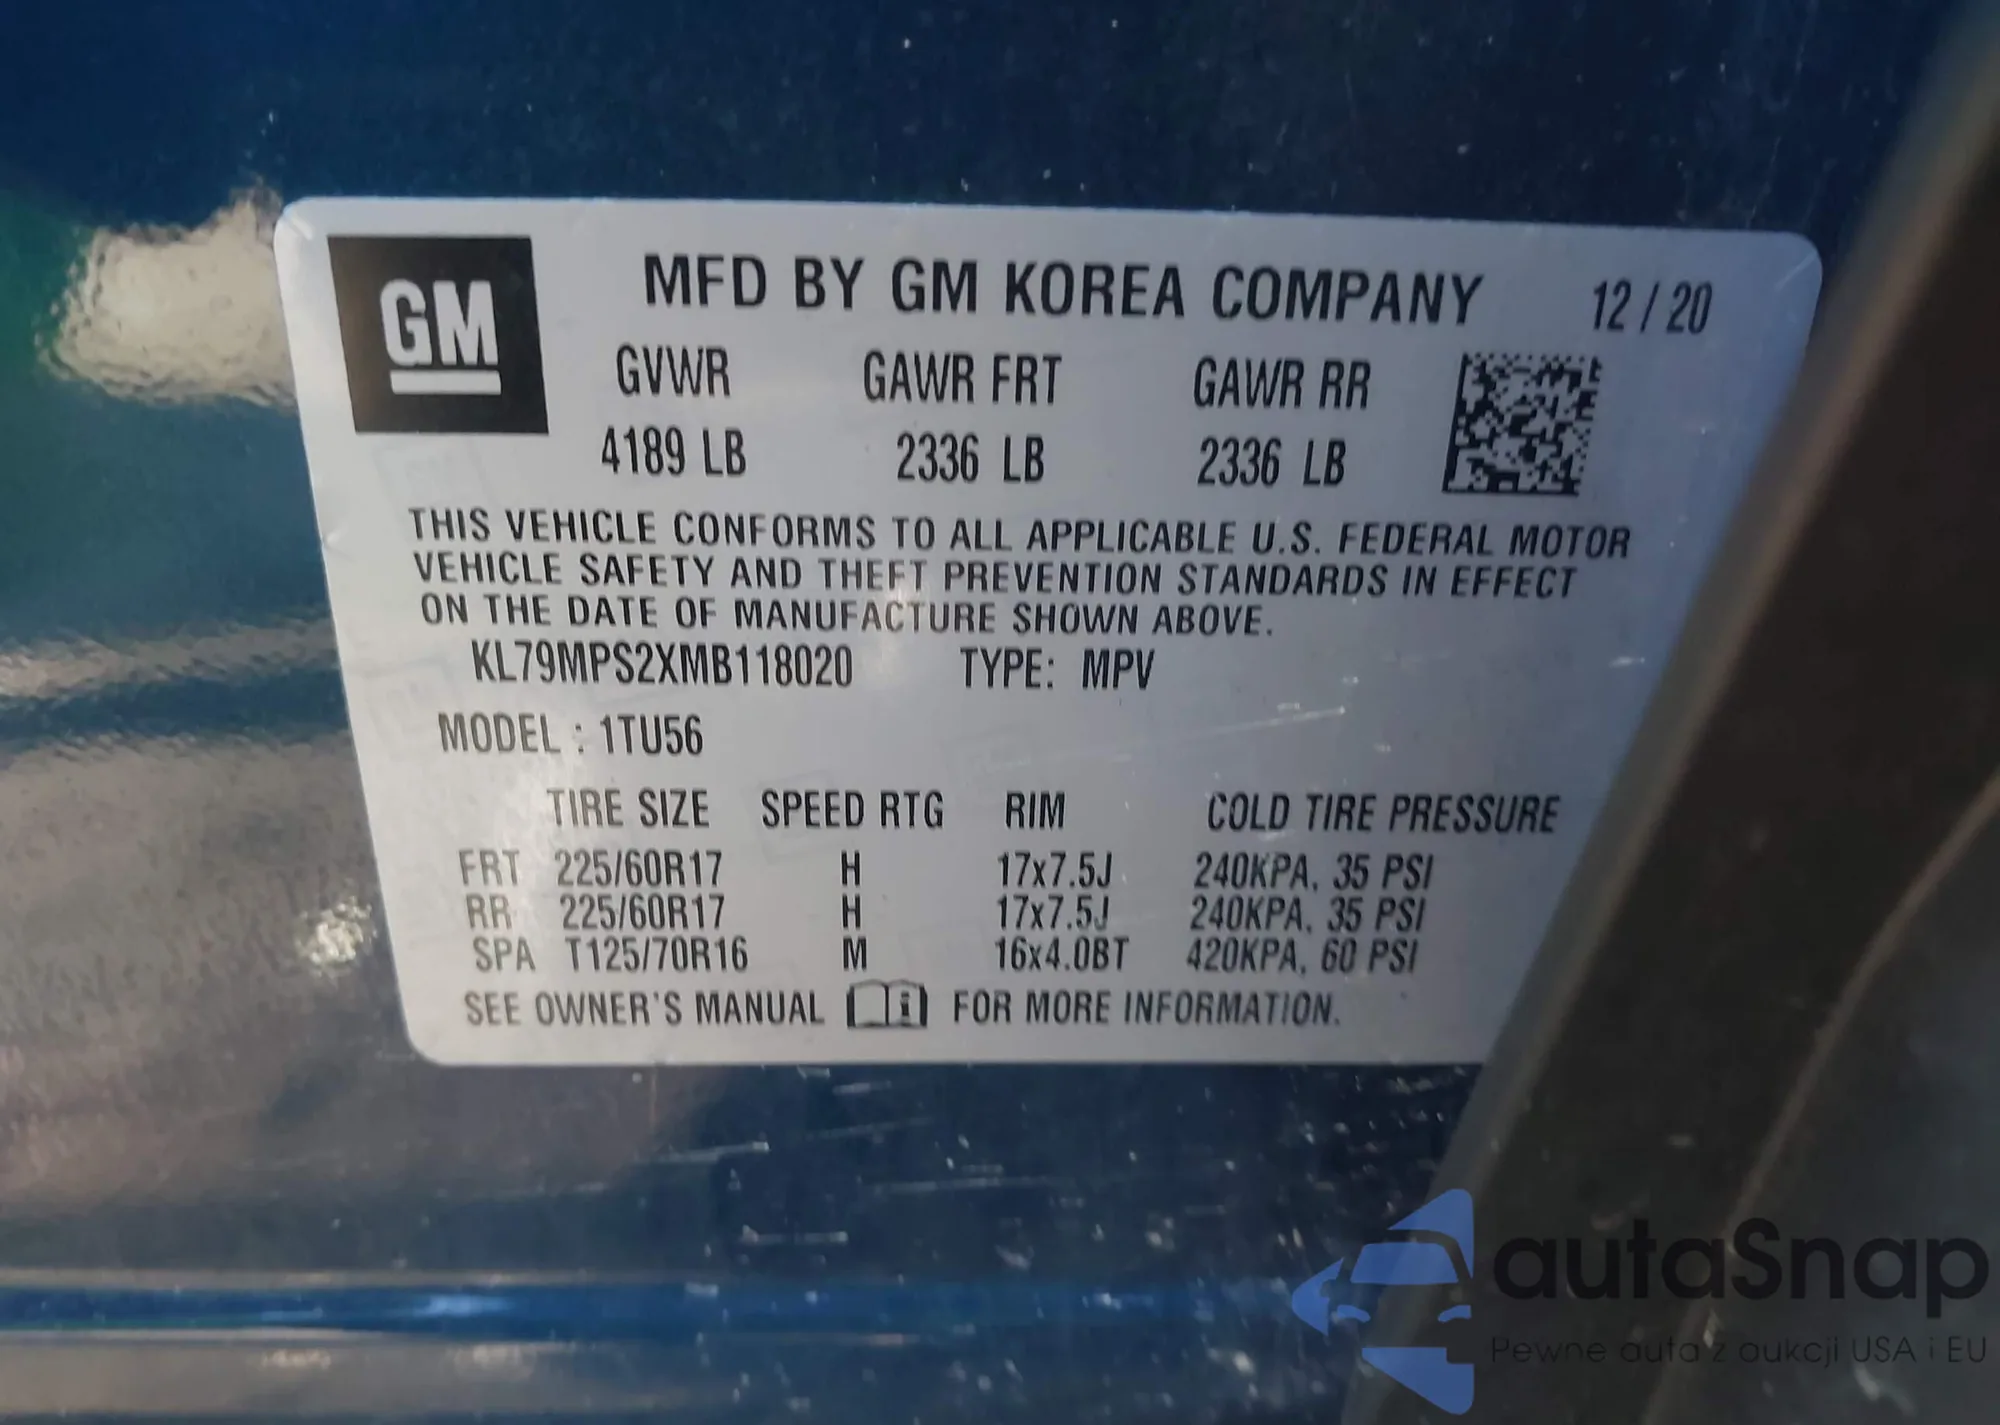 GM
MFD BY GM KOREA COMPANY 12 / 20
GVWR GAWR FRT GAWR RR
4189 LB 2336 LB 2336 LB
THIS VEHICLE CONFORMS TO ALL APPLICABLE U.S. FEDERAL MOTOR
VEHICLE SAFETY AND THEFT PREVENTION STANDARDS IN EFFECT
ON THE DATE OF MANUFACTURE SHOWN ABOVE.
KL79MPS2XMB118020 TYPE: MPV
MODEL : 1TU56
TIRE SIZE SPEED RTG RIM COLD TIRE PRESSURE
FRT 225/60R17 H 17x7.5J 240KPA, 35 PSI
RR 225/60R17 H 17x7.5J 240KPA, 35 PSI
SPA T125/70R16 M 16x4.0BT 420KPA, 60 PSI
SEE OWNER'S MANUAL i FOR MORE INFORMATION.
autaSnap
Pewne auta z aukcji USA i EU